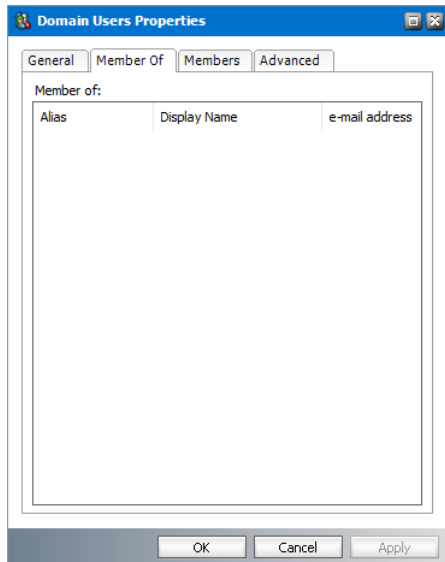 Domain Users Properties
General Member Of Members Advanced
Member of:
Alias Display Name e-mail address
OK Cancel Apply